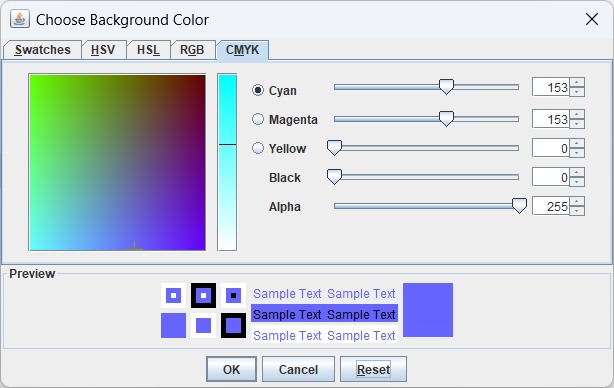 Choose Background Color
Swatches HSV HSL RGB CMYK
Cyan 153
Magenta 153
Yellow 0
Black 0
Alpha 255
Preview
Sample Text Sample Text
Sample Text Sample Text
Sample Text Sample Text
OK Cancel Reset